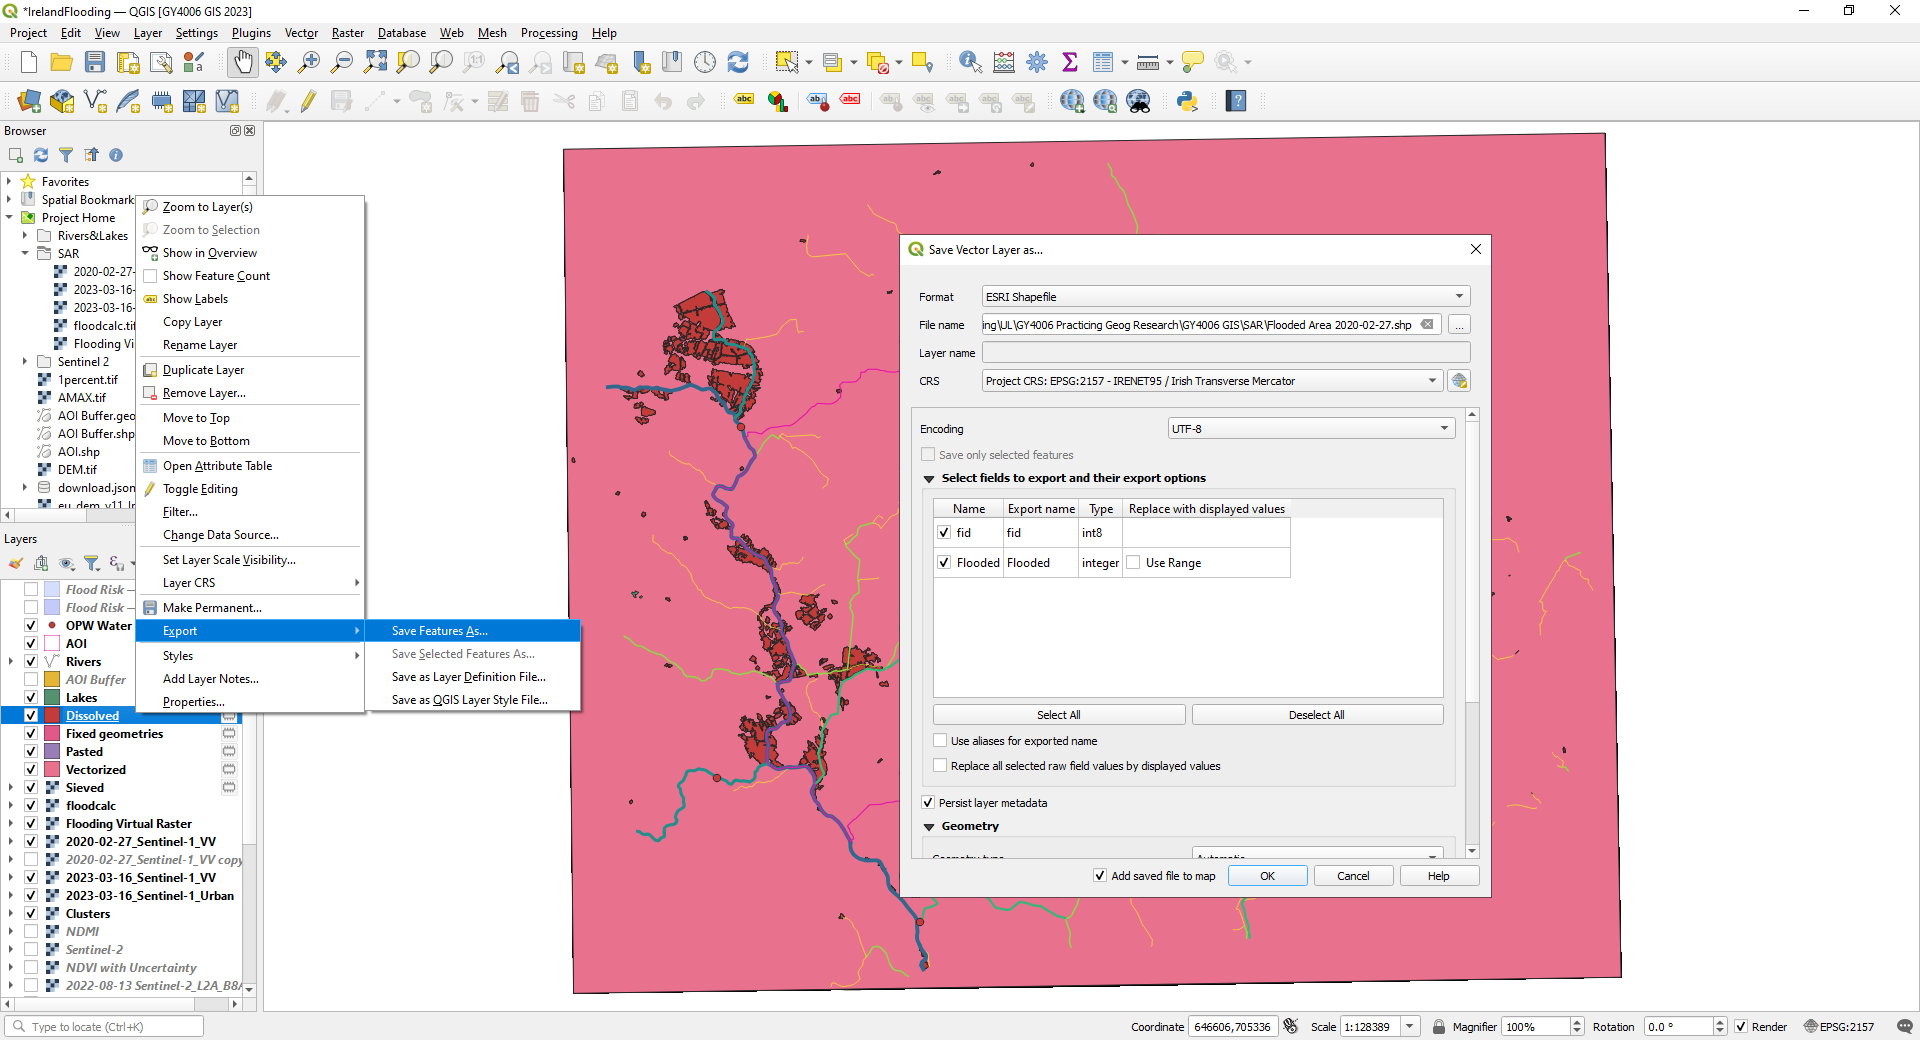 *IrelandFlooding — QGIS [GY4006 GIS 2023]
Project Edit View Layer Settings Plugins Vector Raster Database Web Mesh Processing Help
Browser
Favorites
Spatial Bookmark
Project Home
Rivers&Lakes
SAR
2020-02-27-
2023-03-16-
2023-03-16-
floodcalc.tif
Flooding Vi
Sentinel 2
1percent.tif
AMAX.tif
AOI Buffer.geo
AOI Buffer.shp
AOI.shp
DEM.tif
download.json
Layers
Flood Risk —
Flood Risk —
OPW Water
AOI
Rivers
AOI Buffer
Lakes
Dissolved
Fixed geometries
Pasted
Vectorized
Sieved
floodcalc
Flooding Virtual Raster
2020-02-27_Sentinel-1_VV
2020-02-27_Sentinel-1_VV copy
2023-03-16_Sentinel-1_VV
2023-03-16_Sentinel-1_Urban
Clusters
NDMI
Sentinel-2
NDVI with Uncertainty
2022-08-13 Sentinel-2_L2A_B8A
Zoom to Layer(s)
Zoom to Selection
Show in Overview
Show Feature Count
Show Labels
Copy Layer
Rename Layer
Duplicate Layer
Remove Layer...
Move to Top
Move to Bottom
Open Attribute Table
Toggle Editing
Filter...
Change Data Source...
Set Layer Scale Visibility...
Layer CRS
Make Permanent...
Export
Styles
Add Layer Notes...
Properties...
Save Features As...
Save Selected Features As...
Save as Layer Definition File...
Save as QGIS Layer Style File...
Save Vector Layer as...
Format ESRI Shapefile
File name ing\UL\GY4006 Practicing Geog Research\GY4006 GIS\SAR\Flooded Area 2020-02-27.shp ...
Layer name
CRS Project CRS: EPSG:2157 - IRENET95 / Irish Transverse Mercator
Encoding UTF-8
Save only selected features
Select fields to export and their export options
Name Export name Type Replace with displayed values
fid fid int8
Flooded Flooded integer Use Range
Select All Deselect All
Use aliases for exported name
Replace all selected raw field values by displayed values
Persist layer metadata
Geometry
Geometry type Automatic
Add saved file to map OK Cancel Help
Type to locate (Ctrl+K) Coordinate 646606,705336 Scale 1:128389 Magnifier 100% Rotation 0.0 ° Render EPSG:2157